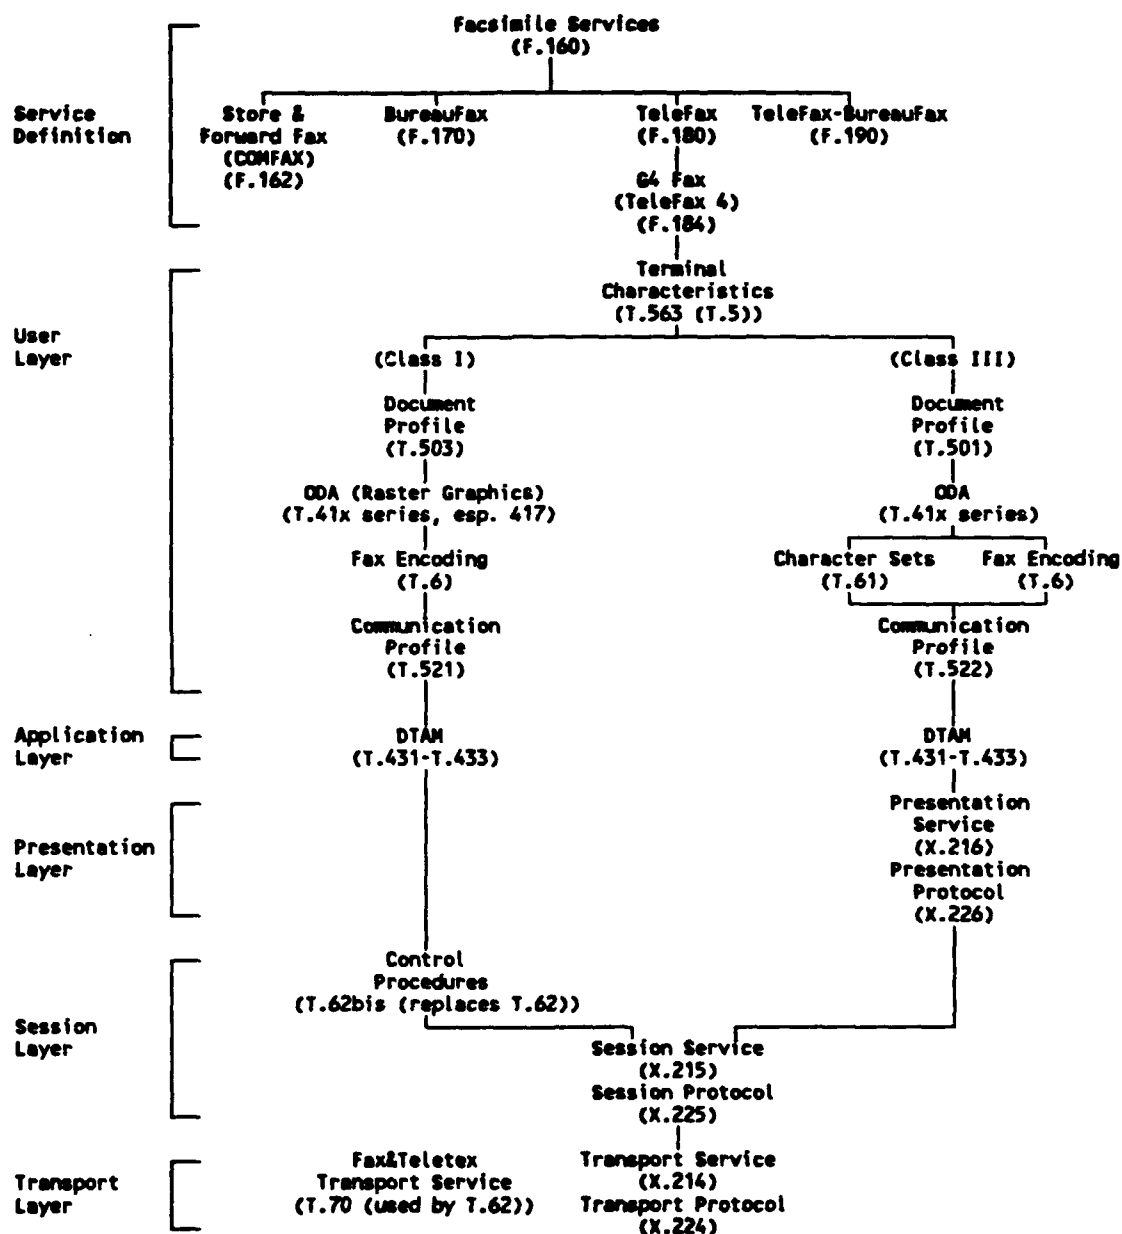 Facsimile Services
(F.160)
Service
Definition
Store &
Forward Fax
(COMFAX)
(F.162)
BureauFax
(F.170)
TeleFax
(F.180)
TeleFax-BureauFax
(F.190)
G4 Fax
(TeleFax 4)
(F.184)
Terminal
Characteristics
(T.563 (T.5))
User
Layer
(Class I)
(Class III)
Document
Profile
(T.503)
Document
Profile
(T.501)
ODA (Raster Graphics)
(T.41x series, esp. 417)
ODA
(T.41x series)
Fax Encoding
(T.6)
Character Sets
(T.61)
Fax Encoding
(T.6)
Communication
Profile
(T.521)
Communication
Profile
(T.522)
Application
Layer
DTAM
(T.431-T.433)
DTAM
(T.431-T.433)
Presentation
Layer
Presentation
Service
(X.216)
Presentation
Protocol
(X.226)
Control
Procedures
(T.62bis (replaces T.62))
Session
Layer
Session Service
(X.215)
Session Protocol
(X.225)
Transport
Layer
Fax&Teletex
Transport Service
(T.70 (used by T.62))
Transport Service
(X.214)
Transport Protocol
(X.224)